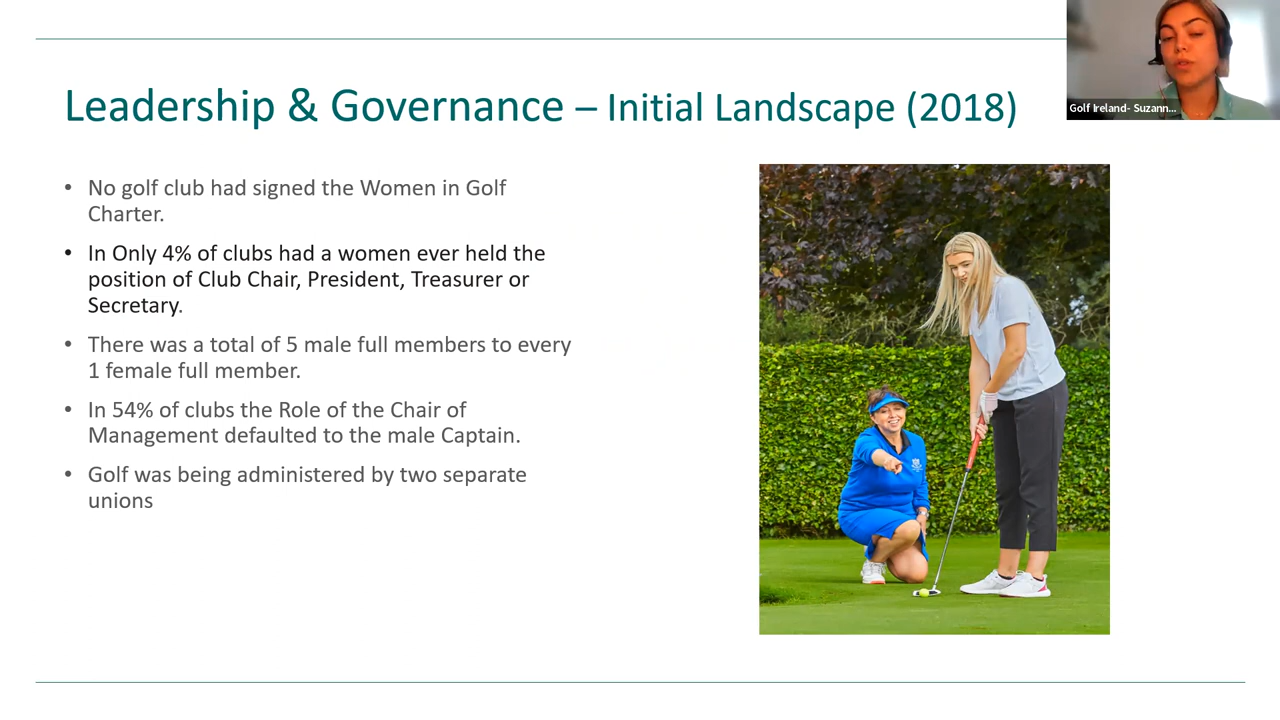 Leadership & Governance – Initial Landscape (2018)
Golf Ireland- Suzann...
• No golf club had signed the Women in Golf
Charter.
• In Only 4% of clubs had a women ever held the
position of Club Chair, President, Treasurer or
Secretary.
• There was a total of 5 male full members to every
1 female full member.
• In 54% of clubs the Role of the Chair of
Management defaulted to the male Captain.
• Golf was being administered by two separate
unions